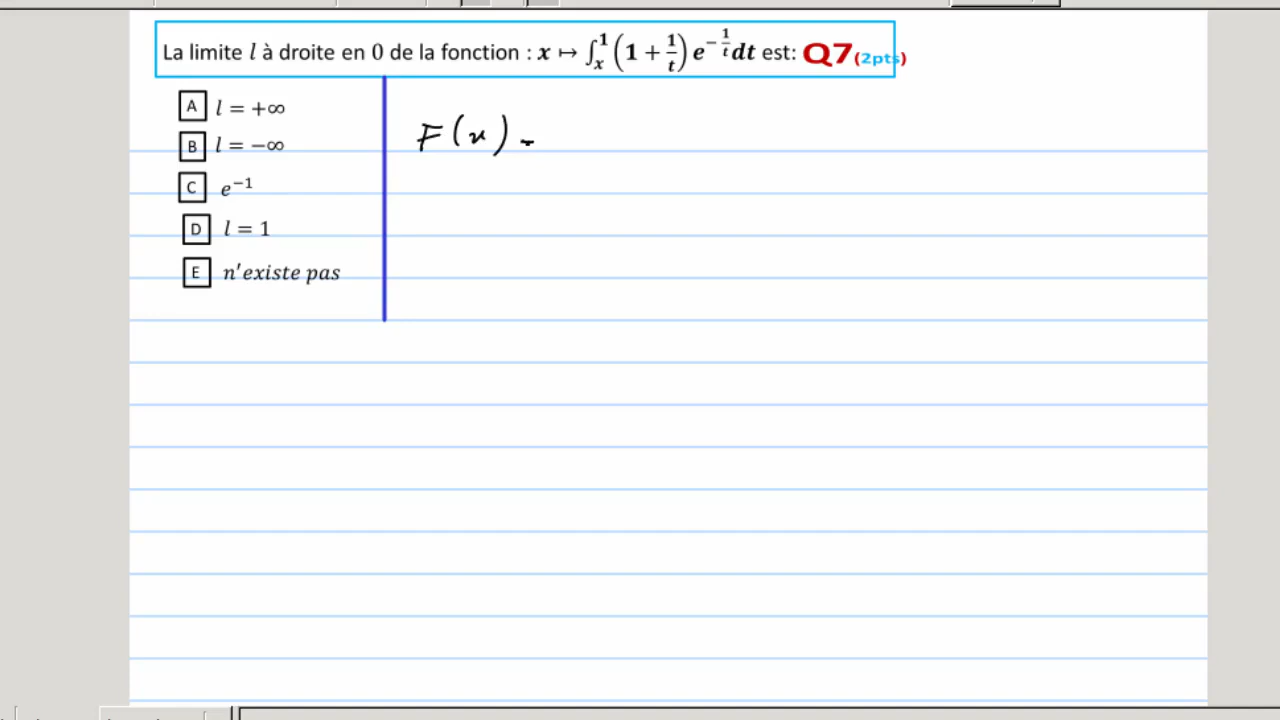 La limite l à droite en 0 de la fonction : x ↦ ∫ₓ¹ (1 + 1/t) e^(−1/t) dt est: Q7(2pts)
A l = +∞
F(x) =
B l = −∞
C e⁻¹
D l = 1
E n'existe pas